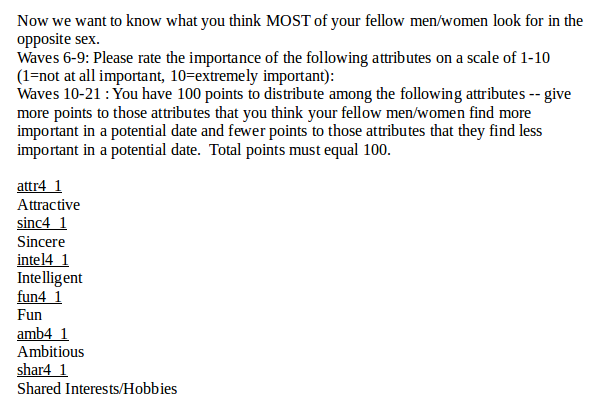 Now we want to know what you think MOST of your fellow men/women look for in the
opposite sex.
Waves 6-9: Please rate the importance of the following attributes on a scale of 1-10
(1=not at all important, 10=extremely important):
Waves 10-21 : You have 100 points to distribute among the following attributes -- give
more points to those attributes that you think your fellow men/women find more
important in a potential date and fewer points to those attributes that they find less
important in a potential date.  Total points must equal 100.
attr4_1
Attractive
sinc4_1
Sincere
intel4_1
Intelligent
fun4_1
Fun
amb4_1
Ambitious
shar4_1
Shared Interests/Hobbies